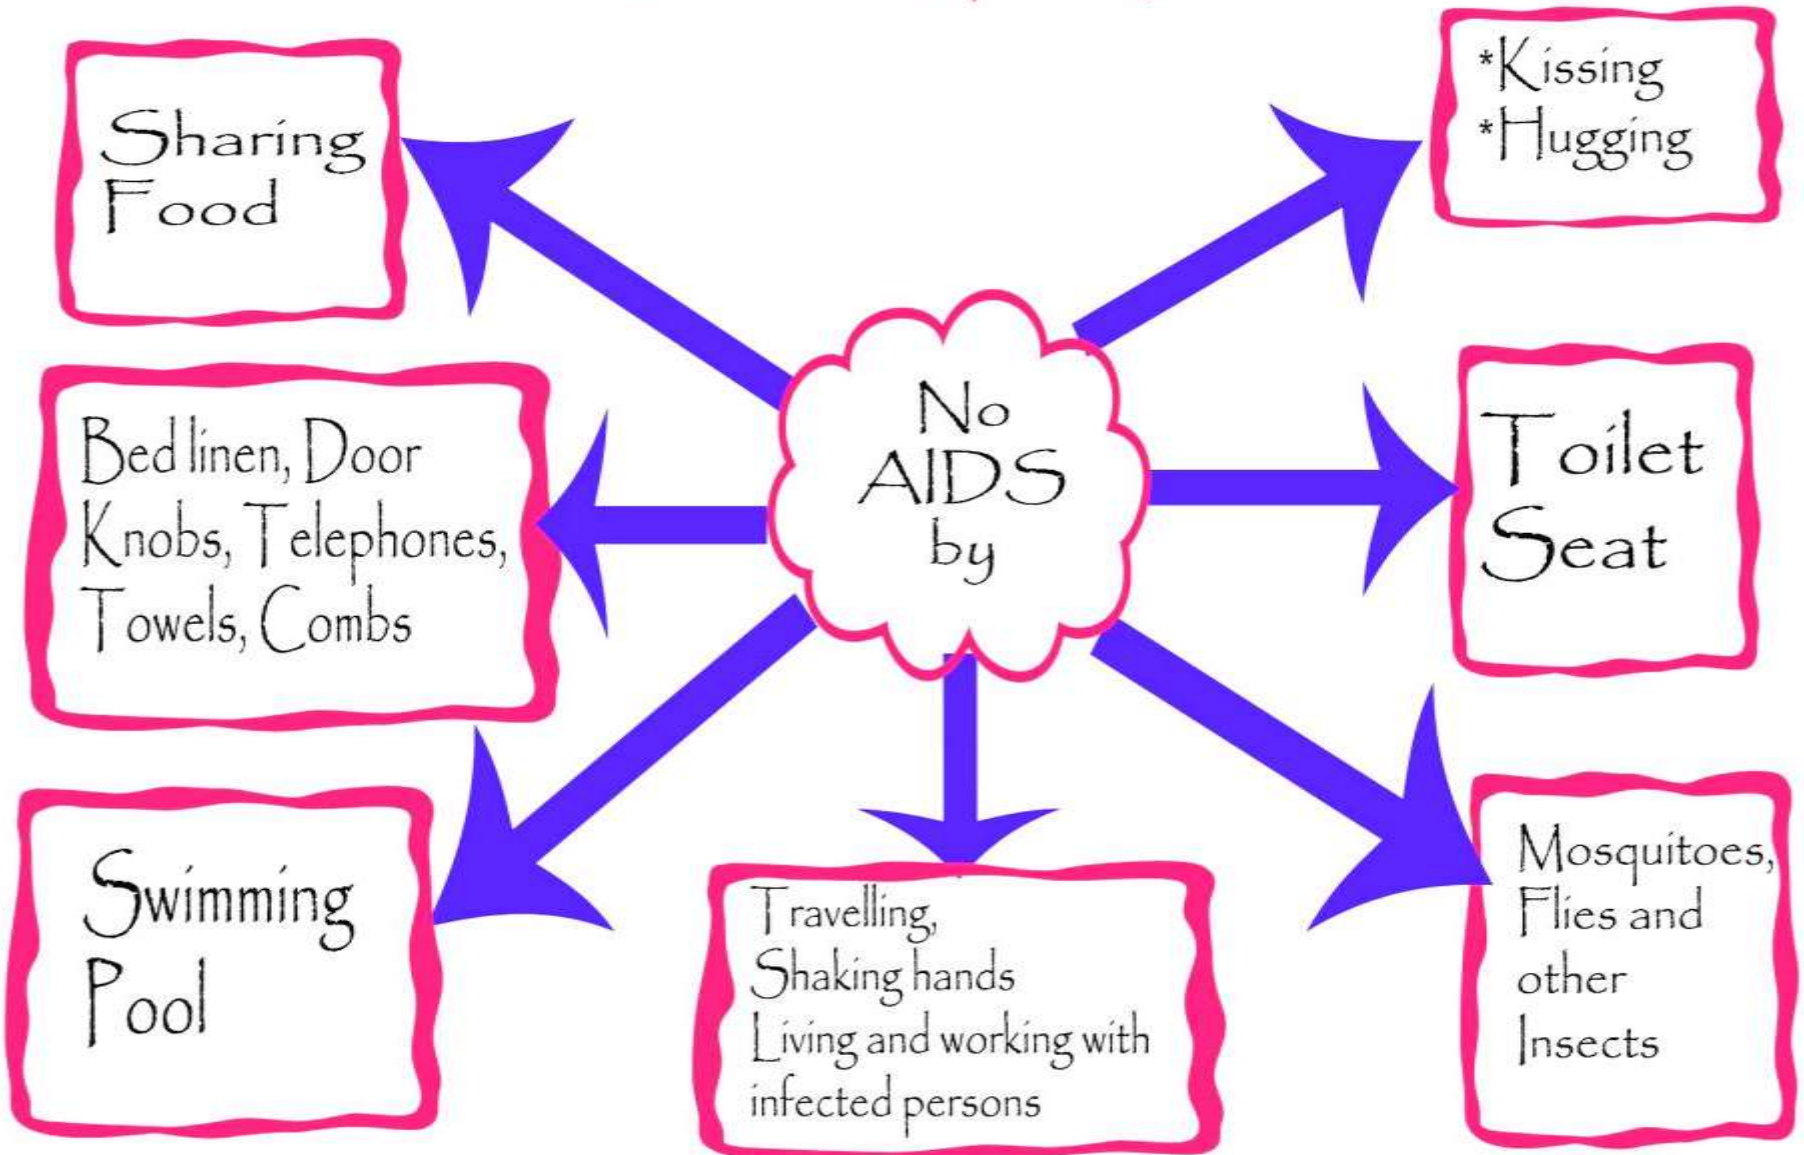 Sharing
Food
*Kissing
*Hugging
No
AIDS
by
Bed linen, Door
Knobs, Telephones,
Towels, Combs
Toilet
Seat
Swimming
Pool
Travelling,
Shaking hands
Living and working with
infected persons
Mosquitoes,
Flies and
other
Insects